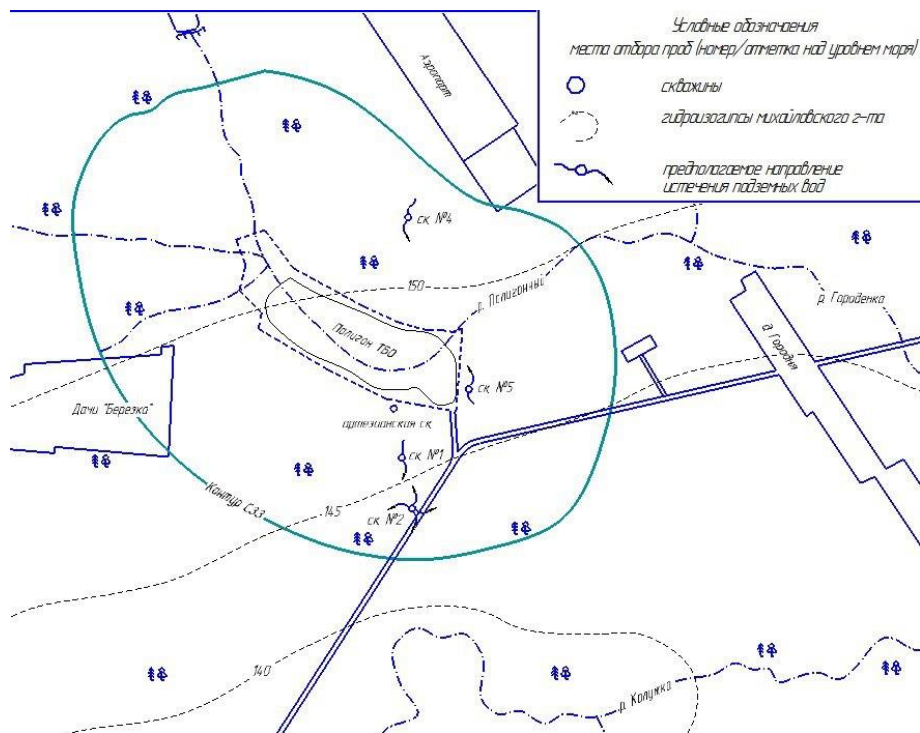 Условные обозначения
места отбора проб (номер/отметка над уровнем моря)
скважины
гидроизогипсы михайловского г-та
предполагаемое направление
истечения подземных вод
Аэропорт
ск №4
150
р. Полигонный
р. Городенка
Полигон ТБО
д. Городня
ск №5
Дачи "Березка"
артезианская ск
ск №1
Контур СЗЗ
145
ск №2
140
р. Калужка